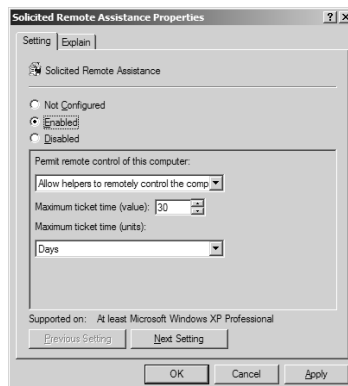 Solicited Remote Assistance Properties
Setting Explain
Solicited Remote Assistance
Not Configured
Enabled
Disabled
Permit remote control of this computer:
Allow helpers to remotely control the comp
Maximum ticket time (value): 30
Maximum ticket time (units):
Days
Supported on: At least Microsoft Windows XP Professional
Previous Setting Next Setting
OK Cancel Apply